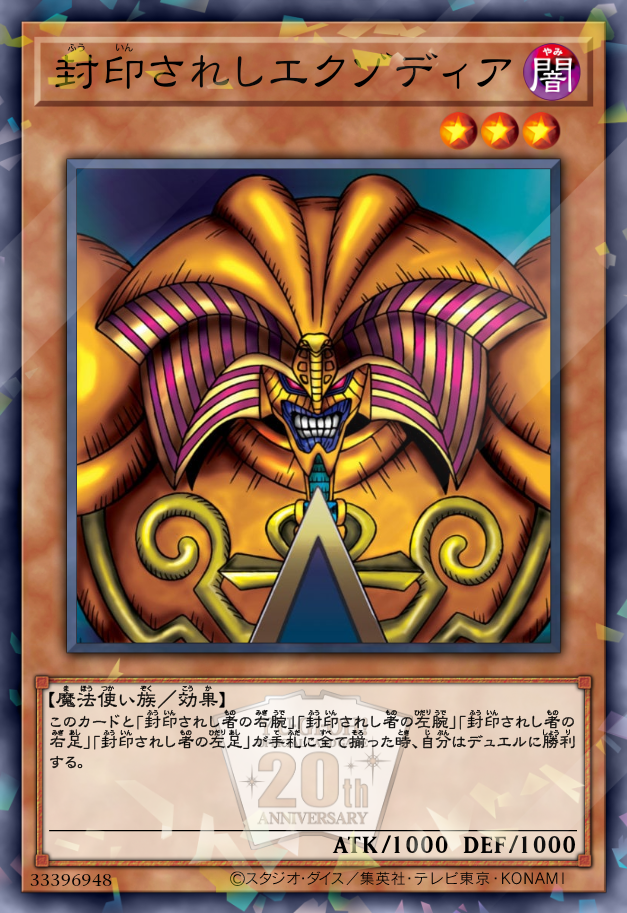 封印されしエクゾディア 闇
【魔法使い族／効果】
このカードと「封印されし者の右腕」「封印されし者の左腕」「封印されし者の
右足」「封印されし者の左足」が手札に全て揃った時、自分はデュエルに勝利
する。
20th
ANNIVERSARY
ATK/1000 DEF/1000
33396948 ©スタジオ・ダイス／集英社・テレビ東京・KONAMI